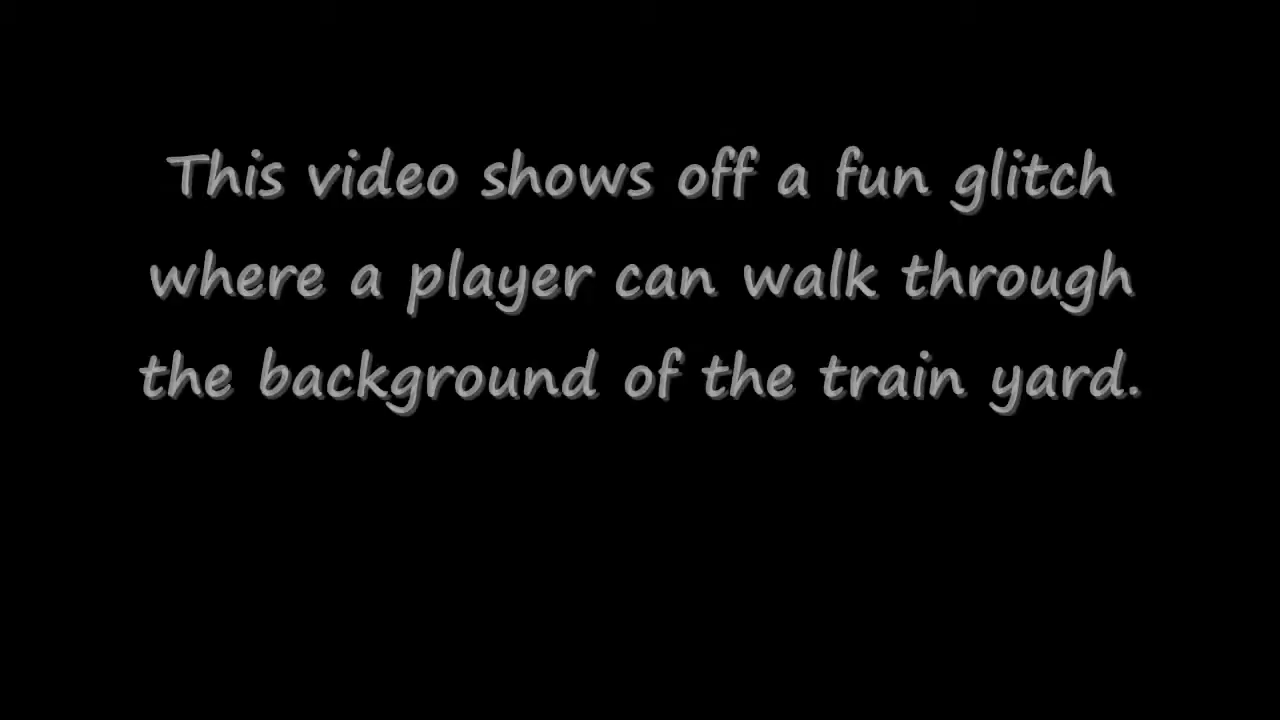 This video shows off a fun glitch
where a player can walk through
the background of the train yard.